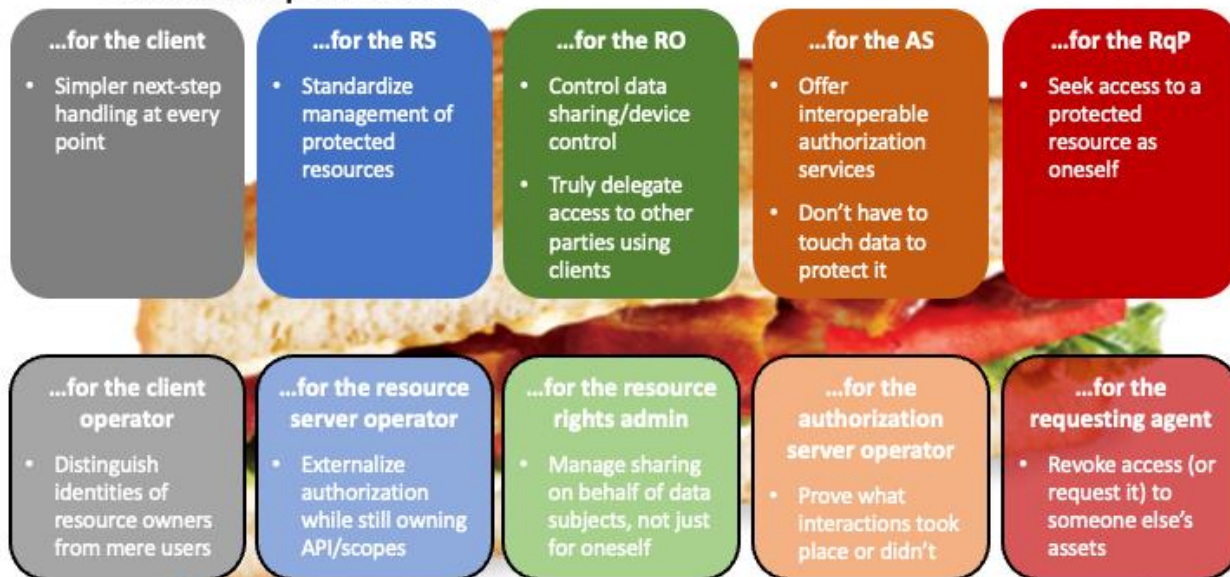 ...for the client
• Simpler next-step
handling at every
point
...for the RS
• Standardize
management of
protected
resources
...for the RO
• Control data
sharing/device
control
• Truly delegate
access to other
parties using
clients
...for the AS
• Offer
interoperable
authorization
services
• Don't have to
touch data to
protect it
...for the RqP
• Seek access to a
protected
resource as
oneself
...for the client
operator
• Distinguish
identities of
resource owners
from mere users
...for the resource
server operator
• Externalize
authorization
while still owning
API/scopes
...for the resource
rights admin
• Manage sharing
on behalf of data
subjects, not just
for oneself
...for the
authorization
server operator
• Prove what
interactions took
place or didn't
...for the
requesting agent
• Revoke access (or
request it) to
someone else's
assets